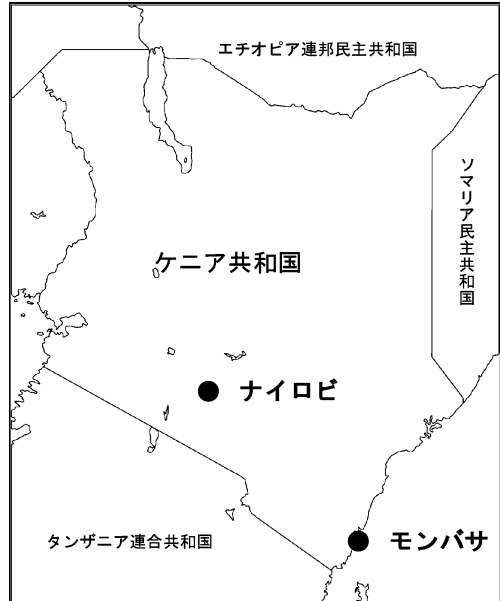 エチオピア連邦民主共和国
ソマリア民主共和国
ケニア共和国
ナイロビ
タンザニア連合共和国
モンバサ